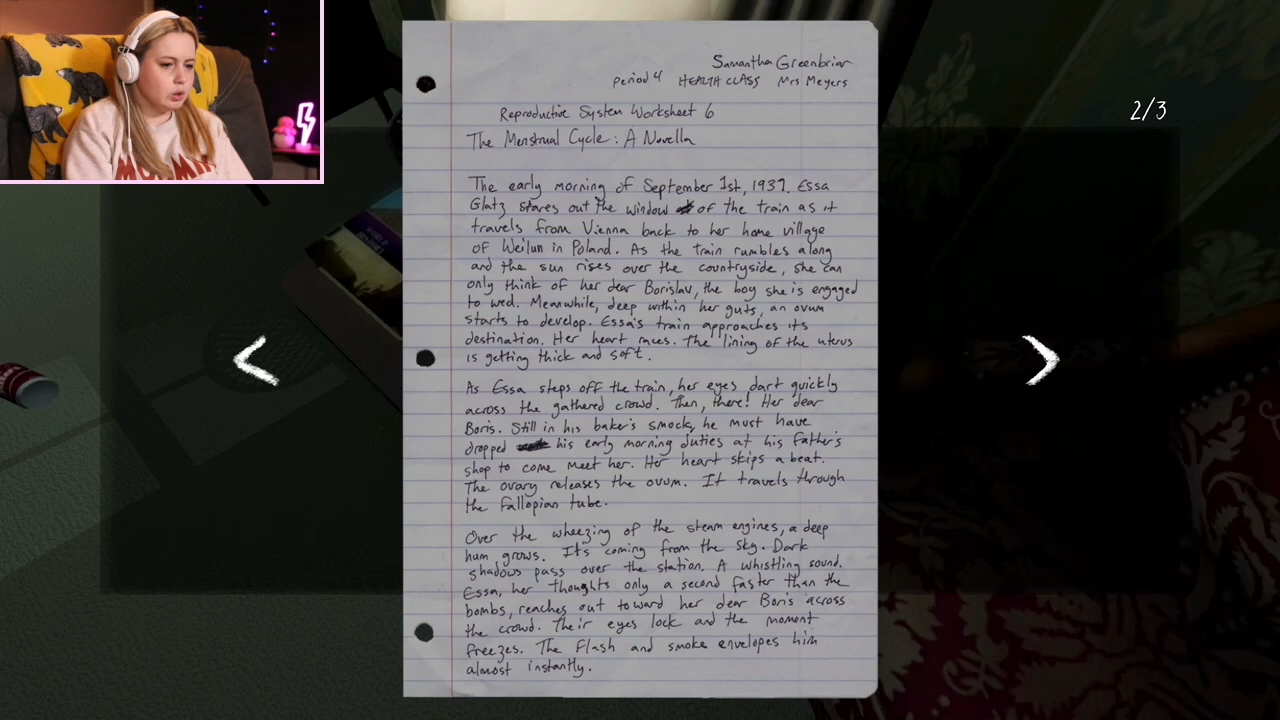 Samantha Greenbriar
period 4 HEALTH CLASS Mrs Meyers
2/3
Reproductive System Worksheet 6
The Menstrual Cycle: A Novella
The early morning of September 1st, 1937. Essa
Glatz stares out the window of the train as it
travels from Vienna back to her home village
of Weilun in Poland. As the train rumbles along
and the sun rises over the countryside, she can
only think of her dear Borislav, the boy she is engaged
to wed. Meanwhile, deep within her guts, an ovum
starts to develop. Essa's train approaches its
destination. Her heart races. The lining of the uterus
is getting thick and soft.
As Essa steps off the train, her eyes dart quickly
across the gathered crowd. Then, there! Her dear
Boris. Still in his baker's smock, he must have
dropped his early morning duties at his father's
shop to come meet her. Her heart skips a beat.
The ovary releases the ovum. It travels through
the fallopian tube.
Over the wheezing of the steam engines, a deep
hum grows. It's coming from the sky. Dark
shadows pass over the station. A whistling sound.
Essa, her thoughts only a second faster than the
bombs, reaches out toward her dear Boris across
the crowd. Their eyes lock and the moment
freezes. The flash and smoke envelopes him
almost instantly.